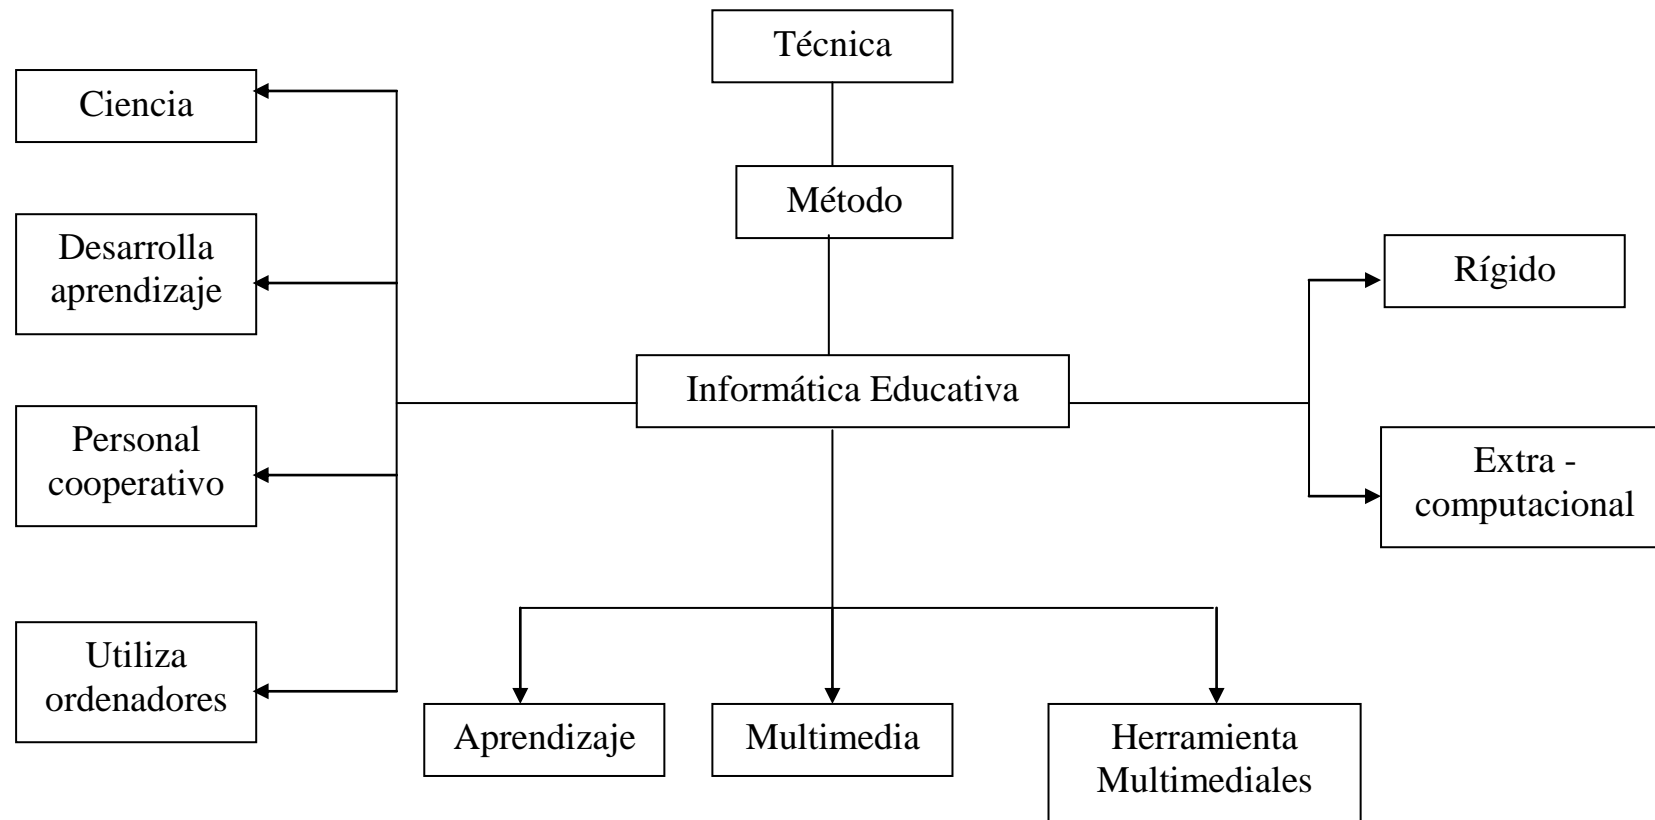 Técnica
Ciencia
Método
Desarrolla
aprendizaje
Rígido
Informática Educativa
Personal
cooperativo
Extra -
computacional
Utiliza
ordenadores
Aprendizaje
Multimedia
Herramienta
Multimediales